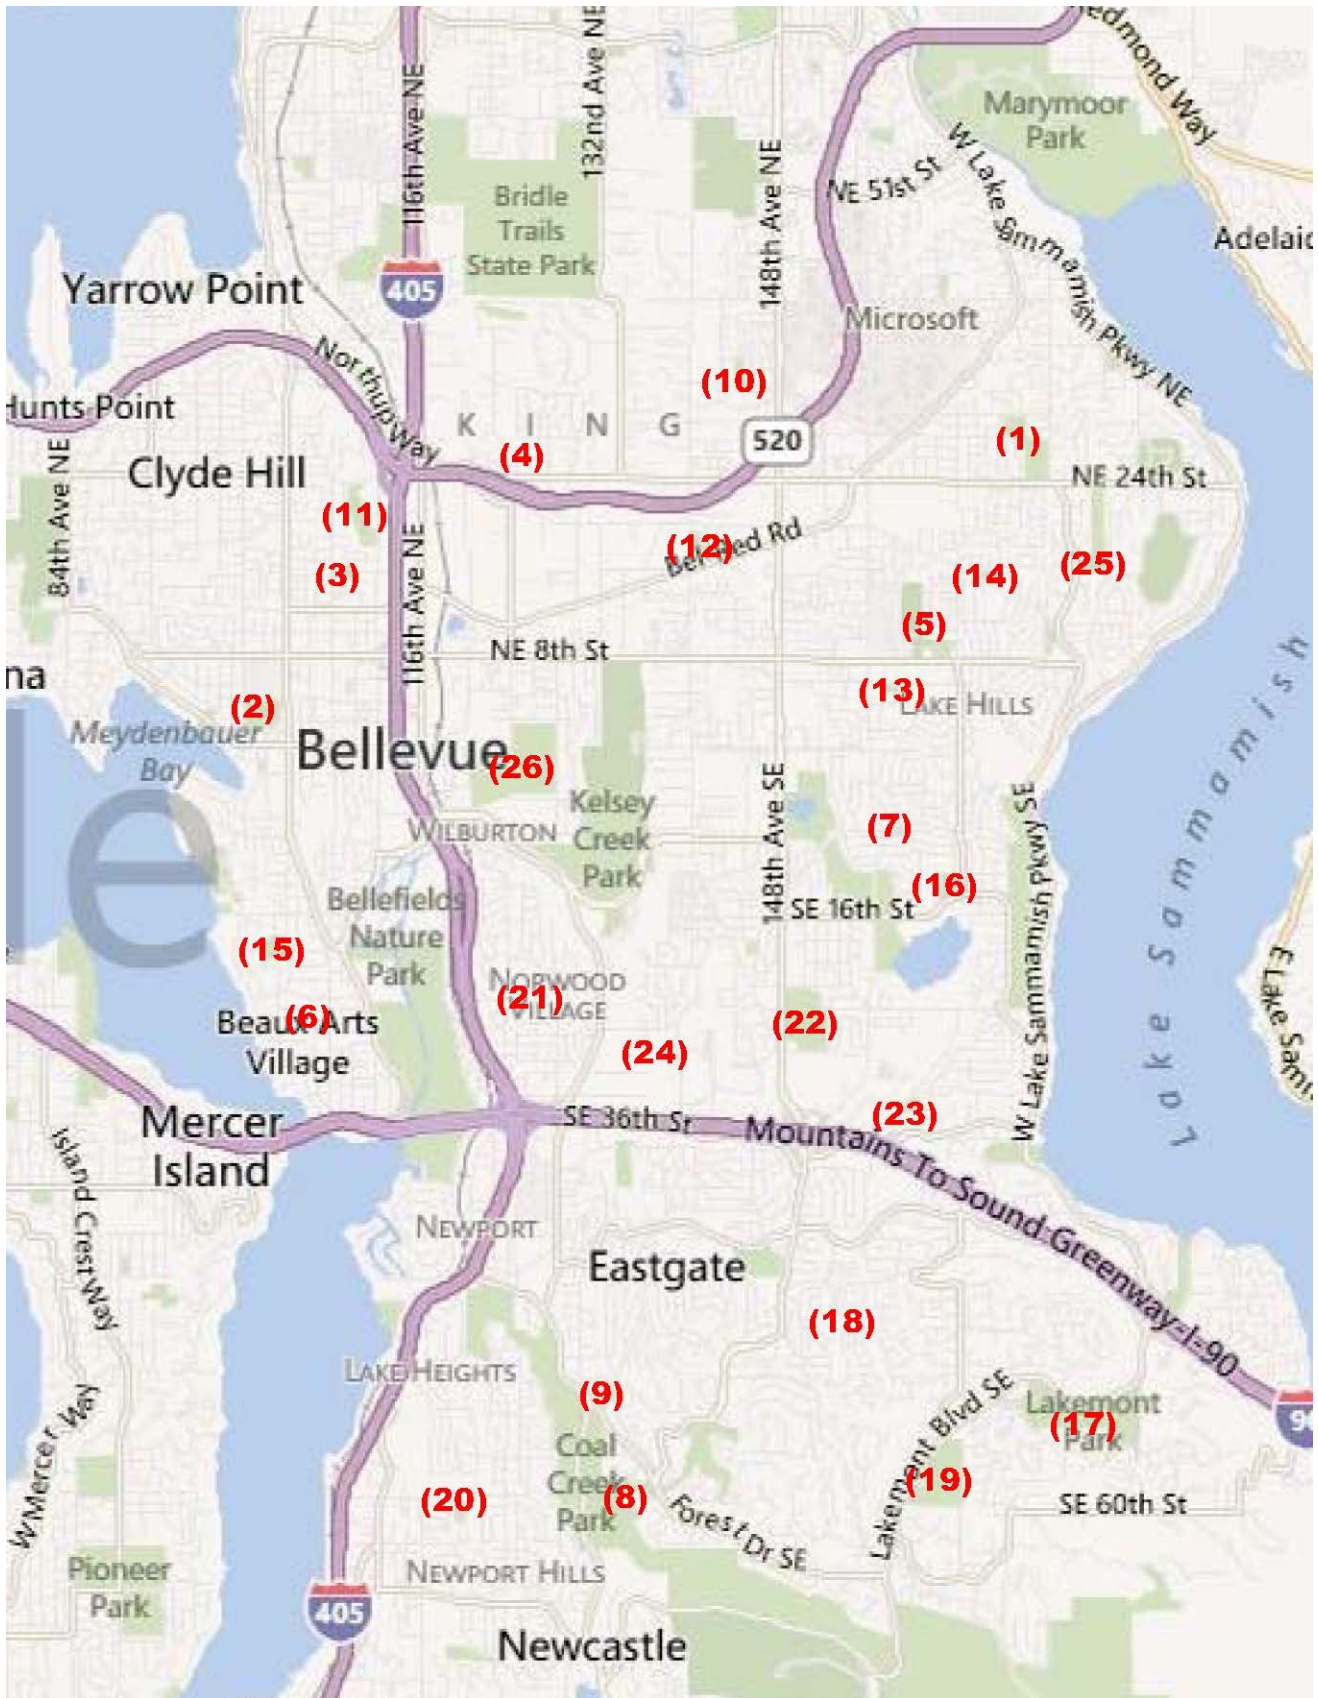 edmond Way
116th Ave NE
132nd Ave NE
Marymoor
Park
148th Ave NE
NE 51st St
W Lake Sammamish Pkwy NE
Bridle
Trails
State Park
Adelaid
Yarrow Point
405
Microsoft
Northup Way
(10)
Hunts Point
K I N G
520
(1)
(4)
84th Ave NE
Clyde Hill
NE 24th St
(11)
116th Ave NE
(12)
Bel-Red Rd
(3)
(14)
(25)
(5)
NE 8th St
na
(13)
LAKE HILLS
(2)
Meydenbauer
Bay
Bellevue
(26)
Lake Sammamish
le
Kelsey
Creek
Park
148th Ave SE
WILBURTON
(7)
W Lake Sammamish Pkwy SE
(16)
SE 16th St
Bellefields
Nature
Park
(15)
NORWOOD
VILLAGE
(21)
E Lake Sami
(6)
Beaux Arts
Village
(22)
(24)
Mercer
Island
SE 36th St
(23)
Mountains To Sound Greenway-I-90
Island Crest Way
NEWPORT
Eastgate
(18)
LAKE HEIGHTS
(9)
Lakemont Blvd SE
Lakemont
Park
(17)
90
W Mercer Way
Coal
Creek
Park
(8)
(20)
(19)
Forest Dr SE
SE 60th St
Pioneer
Park
NEWPORT HILLS
405
Newcastle